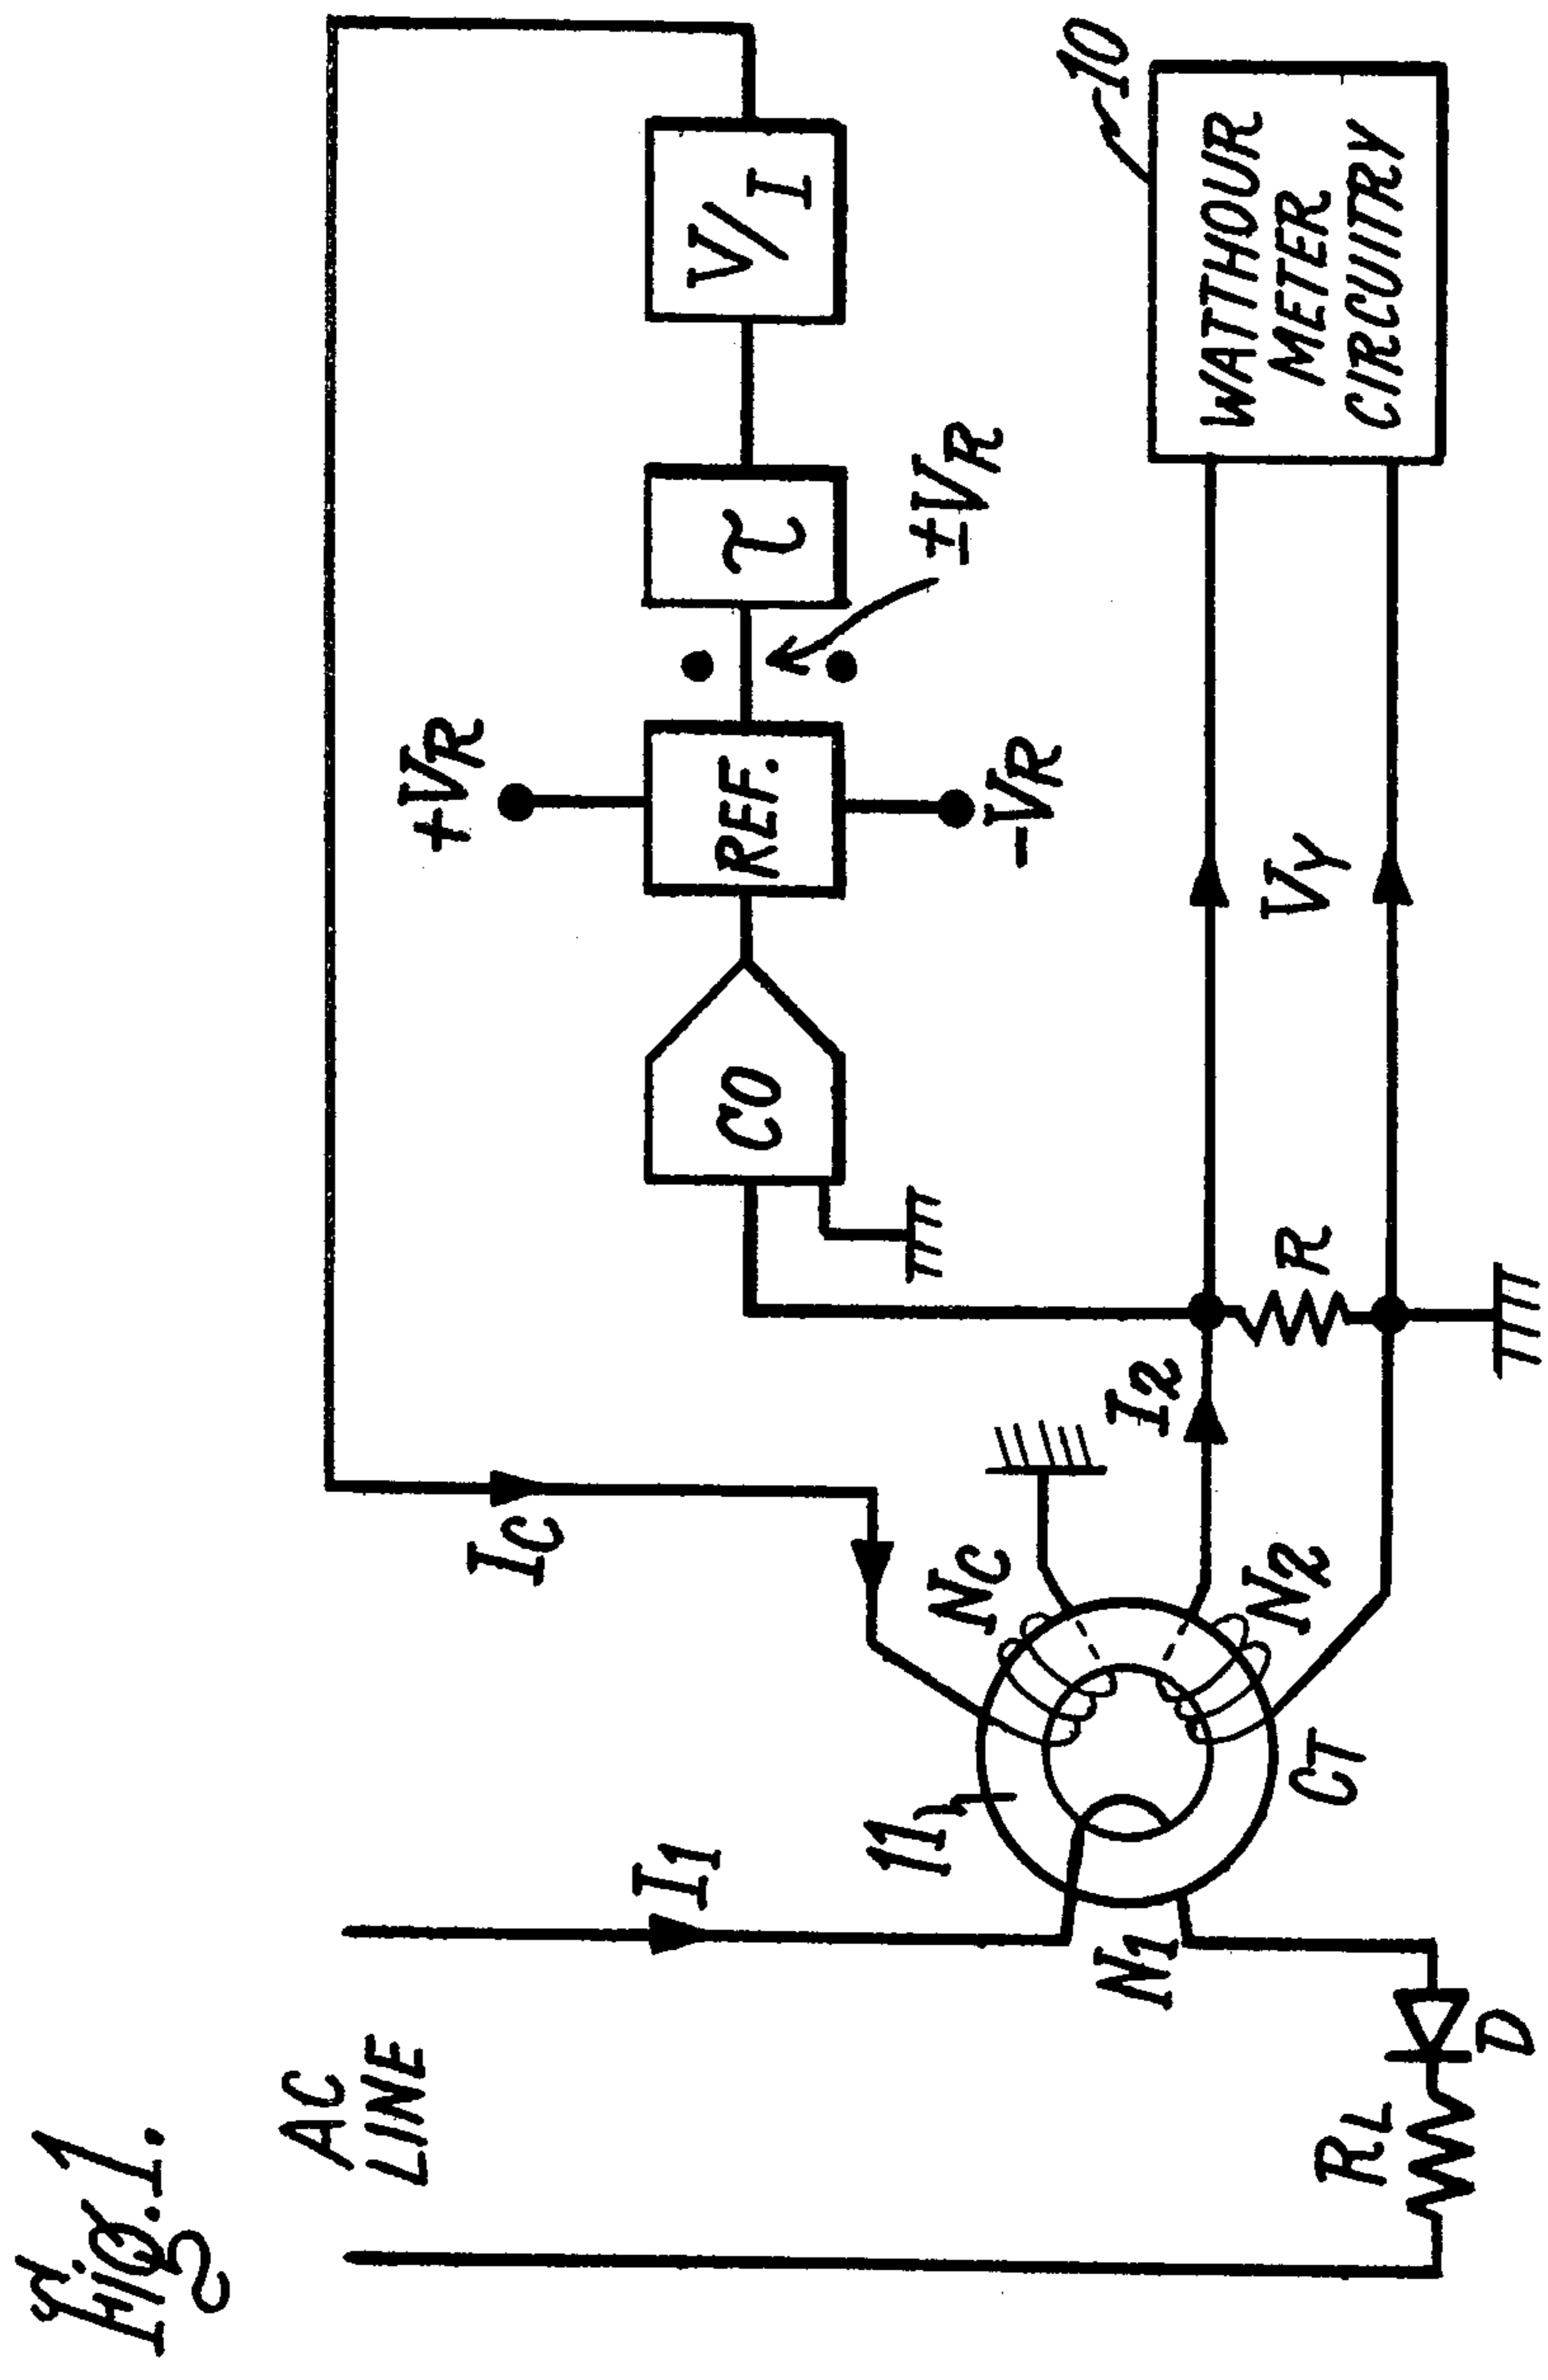 Fig.1.
AC
LINE
I1
IC
+VR
-VR
±VR
CO
REF.
τ
V/I
11
NC
N1
N2
CT
I2
R
VY
10
WATTHOUR
METER
CIRCUITRY
RL
D